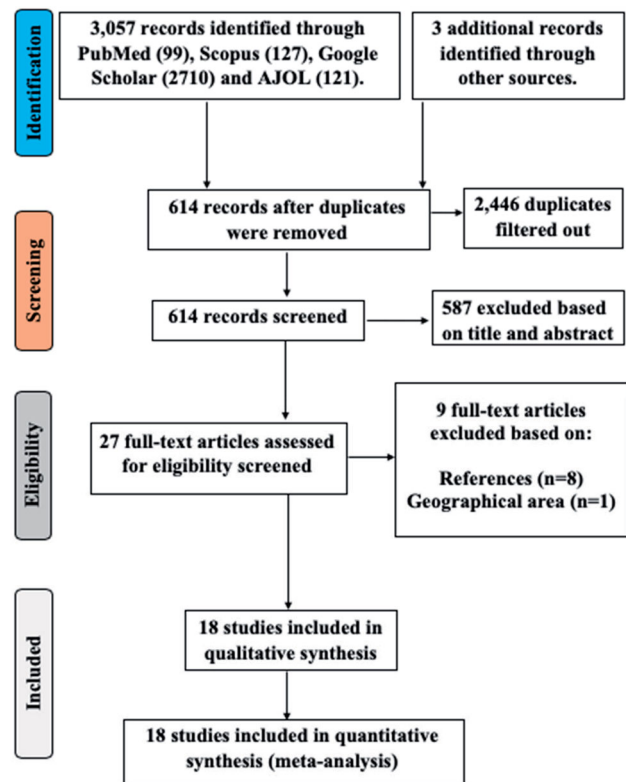 Identification
3,057 records identified through
PubMed (99), Scopus (127), Google
Scholar (2710) and AJOL (121).
3 additional records
identified through
other sources.
Screening
614 records after duplicates
were removed
2,446 duplicates
filtered out
614 records screened
587 excluded based
on title and abstract
Eligibility
27 full-text articles assessed
for eligibility screened
9 full-text articles
excluded based on:
References (n=8)
Geographical area (n=1)
Included
18 studies included in
qualitative synthesis
18 studies included in quantitative
synthesis (meta-analysis)